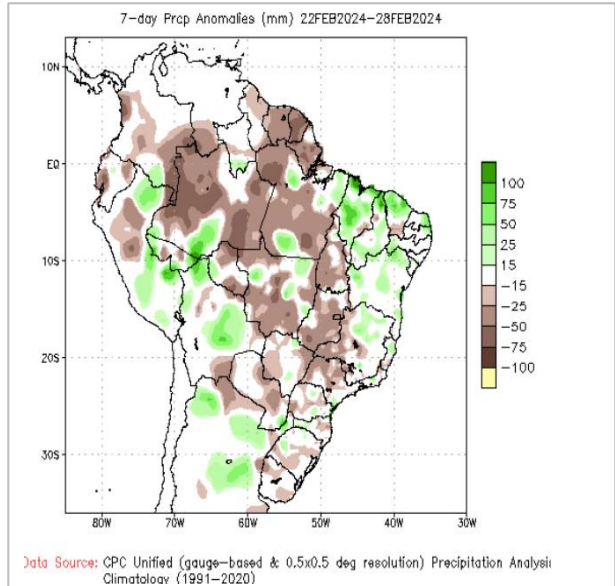 7-day Prcp Anomalies (mm) 22FEB2024-28FEB2024
10N
EQ
10S
20S
30S
80W 70W 60W 50W 40W 30W
100
75
50
25
15
-15
-25
-50
-75
-100
Data Source: CPC Unified (gauge-based & 0.5x0.5 deg resolution) Precipitation Analysis
Climatology (1991-2020)